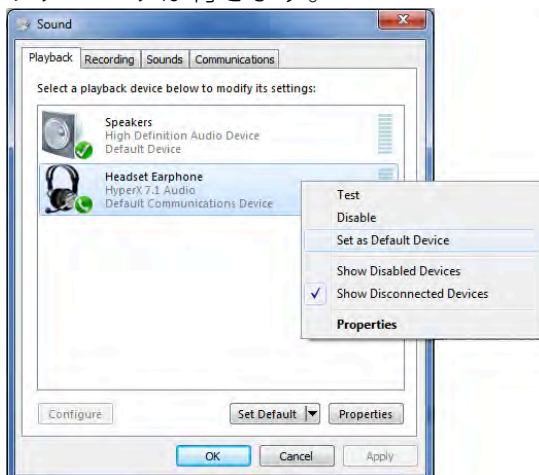 Sound
Playback Recording Sounds Communications
Select a playback device below to modify its settings:
Speakers
High Definition Audio Device
Default Device
Headset Earphone
HyperX 7.1 Audio
Default Communications Device
Test
Disable
Set as Default Device
Show Disabled Devices
✓ Show Disconnected Devices
Properties
Configure Set Default Properties
OK Cancel Apply